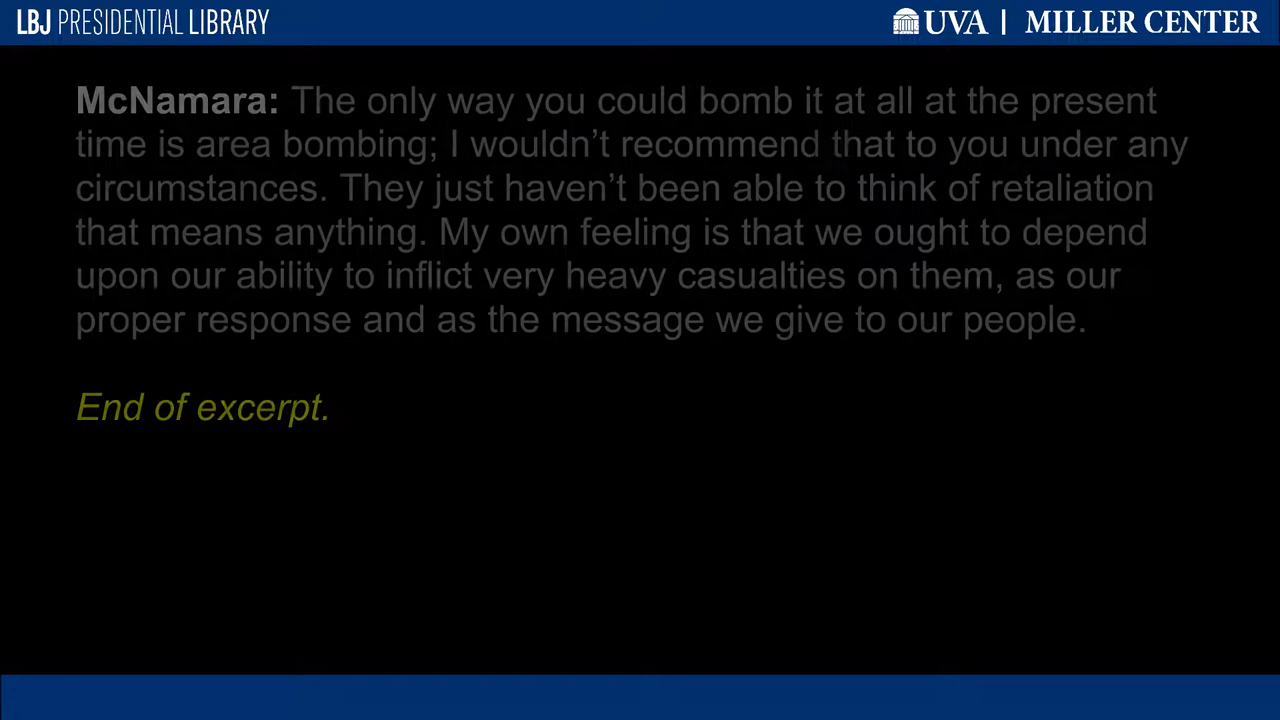 LBJ PRESIDENTIAL LIBRARY
UVA | MILLER CENTER
McNamara: The only way you could bomb it at all at the present
time is area bombing; I wouldn’t recommend that to you under any
circumstances. They just haven’t been able to think of retaliation
that means anything. My own feeling is that we ought to depend
upon our ability to inflict very heavy casualties on them, as our
proper response and as the message we give to our people.
End of excerpt.